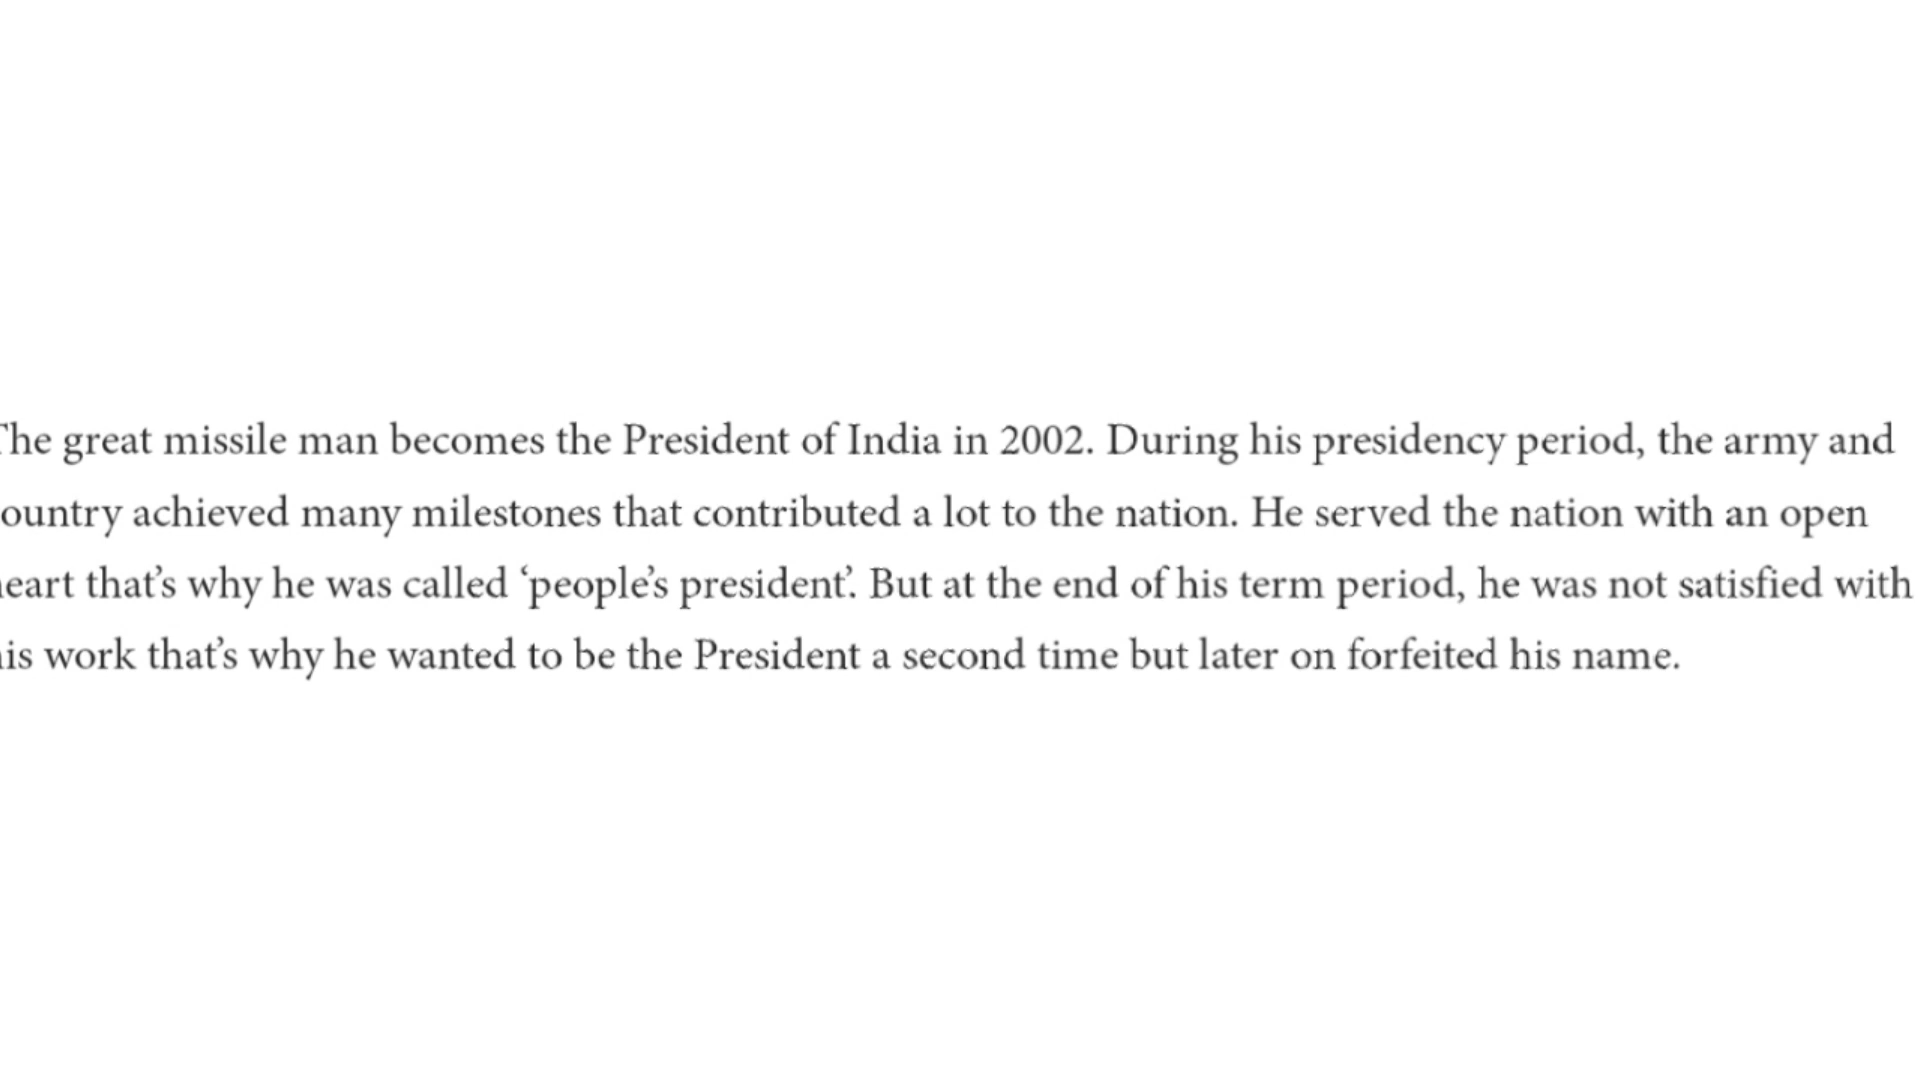 The great missile man becomes the President of India in 2002. During his presidency period, the army and
ountry achieved many milestones that contributed a lot to the nation. He served the nation with an open
eart that’s why he was called ‘people’s president’. But at the end of his term period, he was not satisfied with
is work that’s why he wanted to be the President a second time but later on forfeited his name.